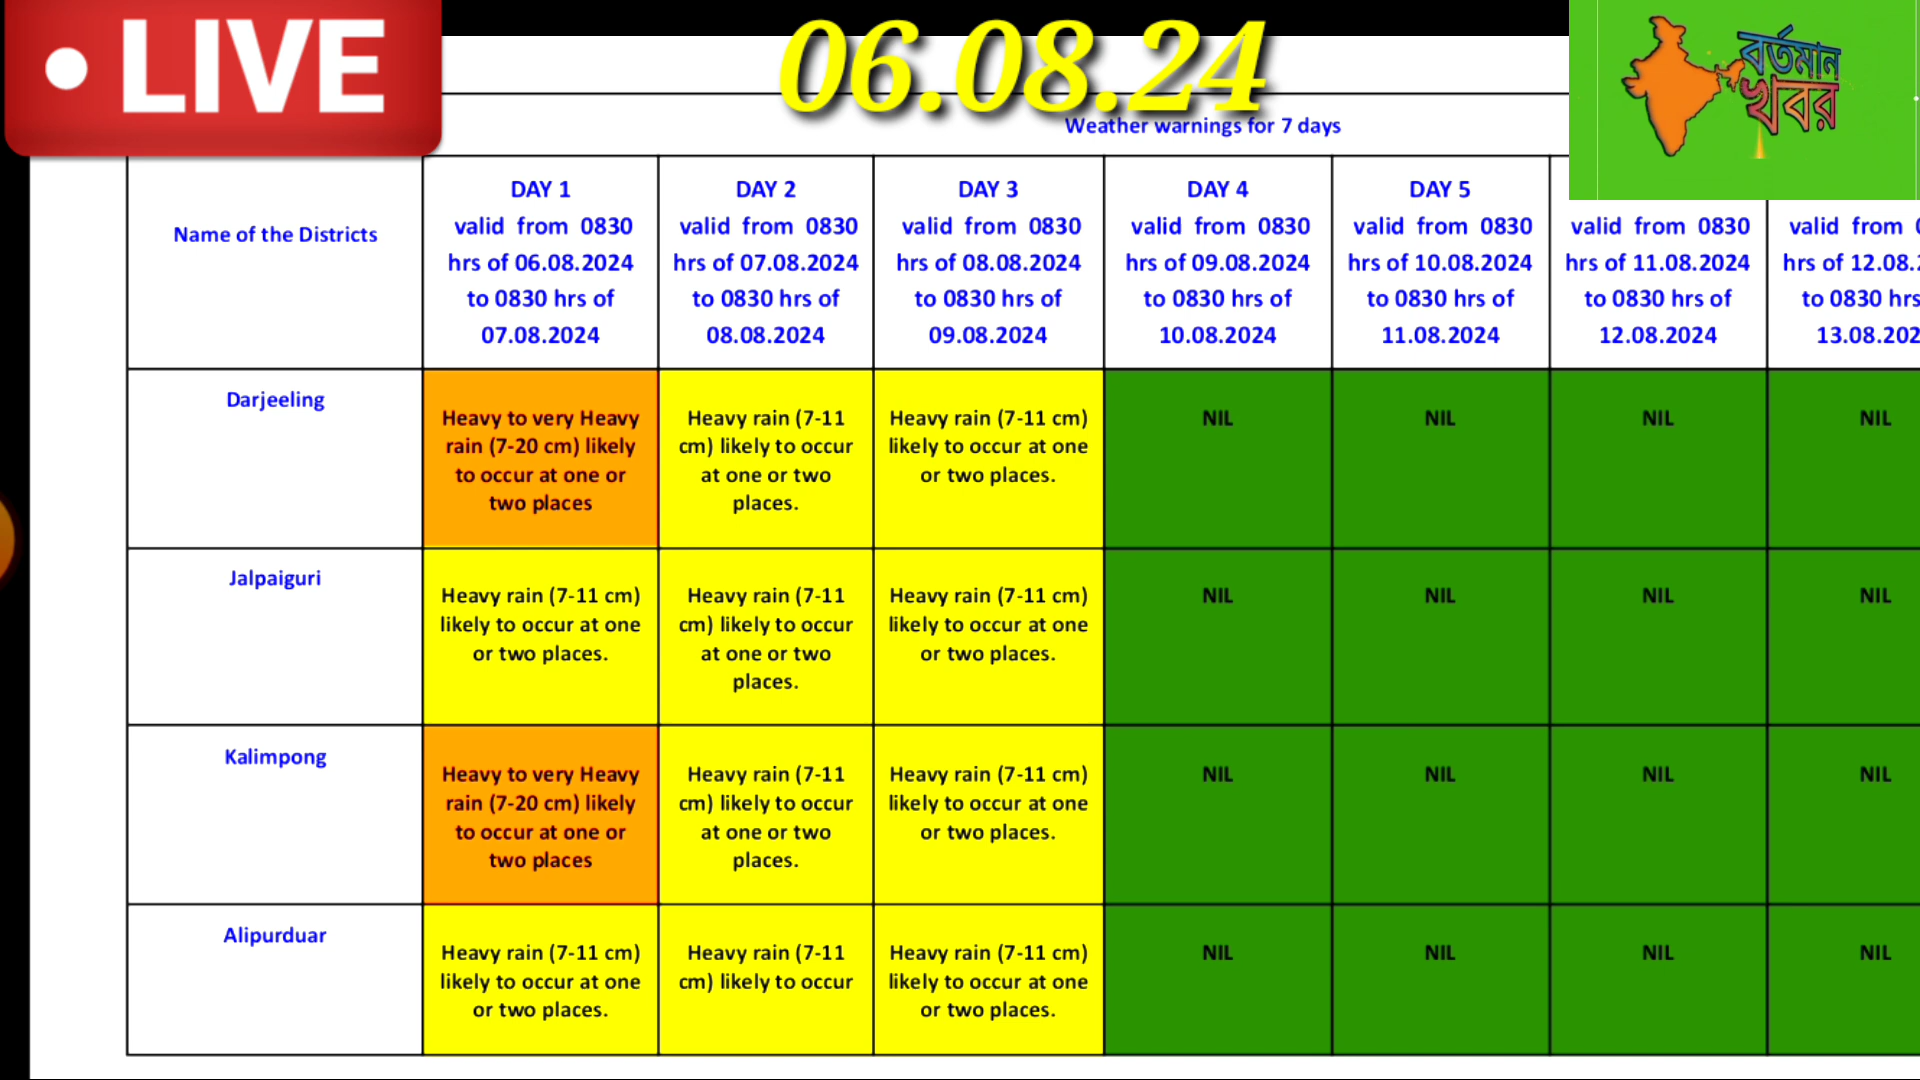 • LIVE
06.08.24
বর্তমান
খবর
Weather warnings for 7 days
Name of the Districts
DAY 1
valid from 0830
hrs of 06.08.2024
to 0830 hrs of
07.08.2024
DAY 2
valid from 0830
hrs of 07.08.2024
to 0830 hrs of
08.08.2024
DAY 3
valid from 0830
hrs of 08.08.2024
to 0830 hrs of
09.08.2024
DAY 4
valid from 0830
hrs of 09.08.2024
to 0830 hrs of
10.08.2024
DAY 5
valid from 0830
hrs of 10.08.2024
to 0830 hrs of
11.08.2024
valid from 0830
hrs of 11.08.2024
to 0830 hrs of
12.08.2024
valid from
hrs of 12.08.
to 0830 hrs
13.08.202
Darjeeling
Heavy to very Heavy
rain (7-20 cm) likely
to occur at one or
two places
Heavy rain (7-11
cm) likely to occur
at one or two
places.
Heavy rain (7-11 cm)
likely to occur at one
or two places.
NIL
NIL
NIL
NIL
Jalpaiguri
Heavy rain (7-11 cm)
likely to occur at one
or two places.
Heavy rain (7-11
cm) likely to occur
at one or two
places.
Heavy rain (7-11 cm)
likely to occur at one
or two places.
NIL
NIL
NIL
NIL
Kalimpong
Heavy to very Heavy
rain (7-20 cm) likely
to occur at one or
two places
Heavy rain (7-11
cm) likely to occur
at one or two
places.
Heavy rain (7-11 cm)
likely to occur at one
or two places.
NIL
NIL
NIL
NIL
Alipurduar
Heavy rain (7-11 cm)
likely to occur at one
or two places.
Heavy rain (7-11
cm) likely to occur
Heavy rain (7-11 cm)
likely to occur at one
or two places.
NIL
NIL
NIL
NIL